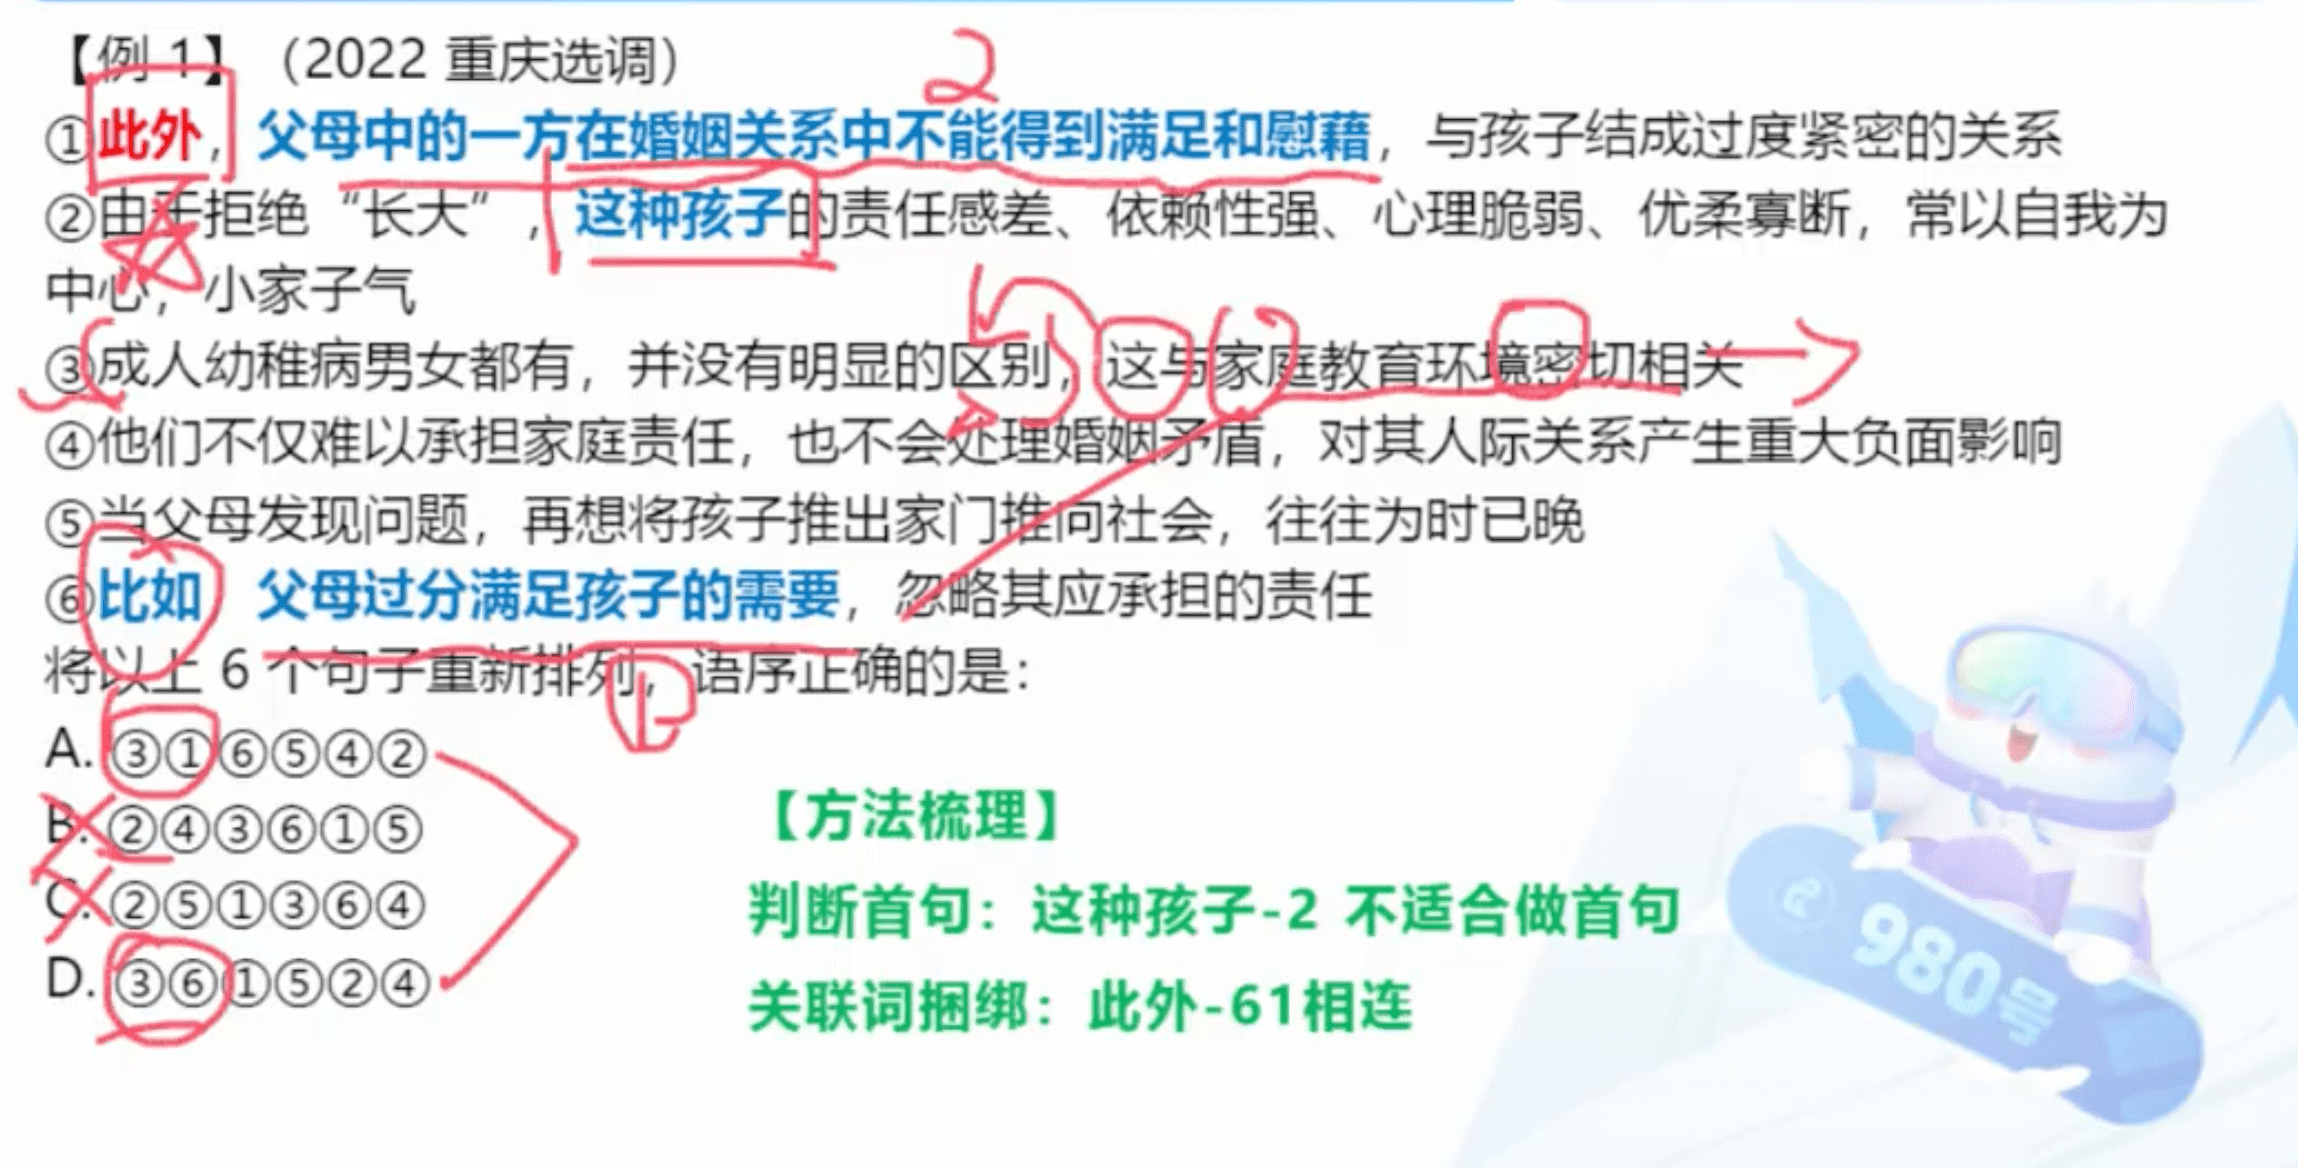 【例 1】（2022 重庆选调）
2
①此外，父母中的一方在婚姻关系中不能得到满足和慰藉，与孩子结成过度紧密的关系
②由于拒绝“长大”，这种孩子的责任感差、依赖性强、心理脆弱、优柔寡断，常以自我为
中心，小家子气
③成人幼稚病男女都有，并没有明显的区别，这与家庭教育环境密切相关
④他们不仅难以承担家庭责任，也不会处理婚姻矛盾，对其人际关系产生重大负面影响
⑤当父母发现问题，再想将孩子推出家门推向社会，往往为时已晚
⑥比如 父母过分满足孩子的需要，忽略其应承担的责任
将以上 6 个句子重新排列，语序正确的是：
A. ③①⑥⑤④②
B. ②④③⑥①⑤
C. ②⑤①③⑥④
D. ③⑥①⑤②④
【方法梳理】
判断首句：这种孩子-2 不适合做首句
关联词捆绑：此外-61相连
980号